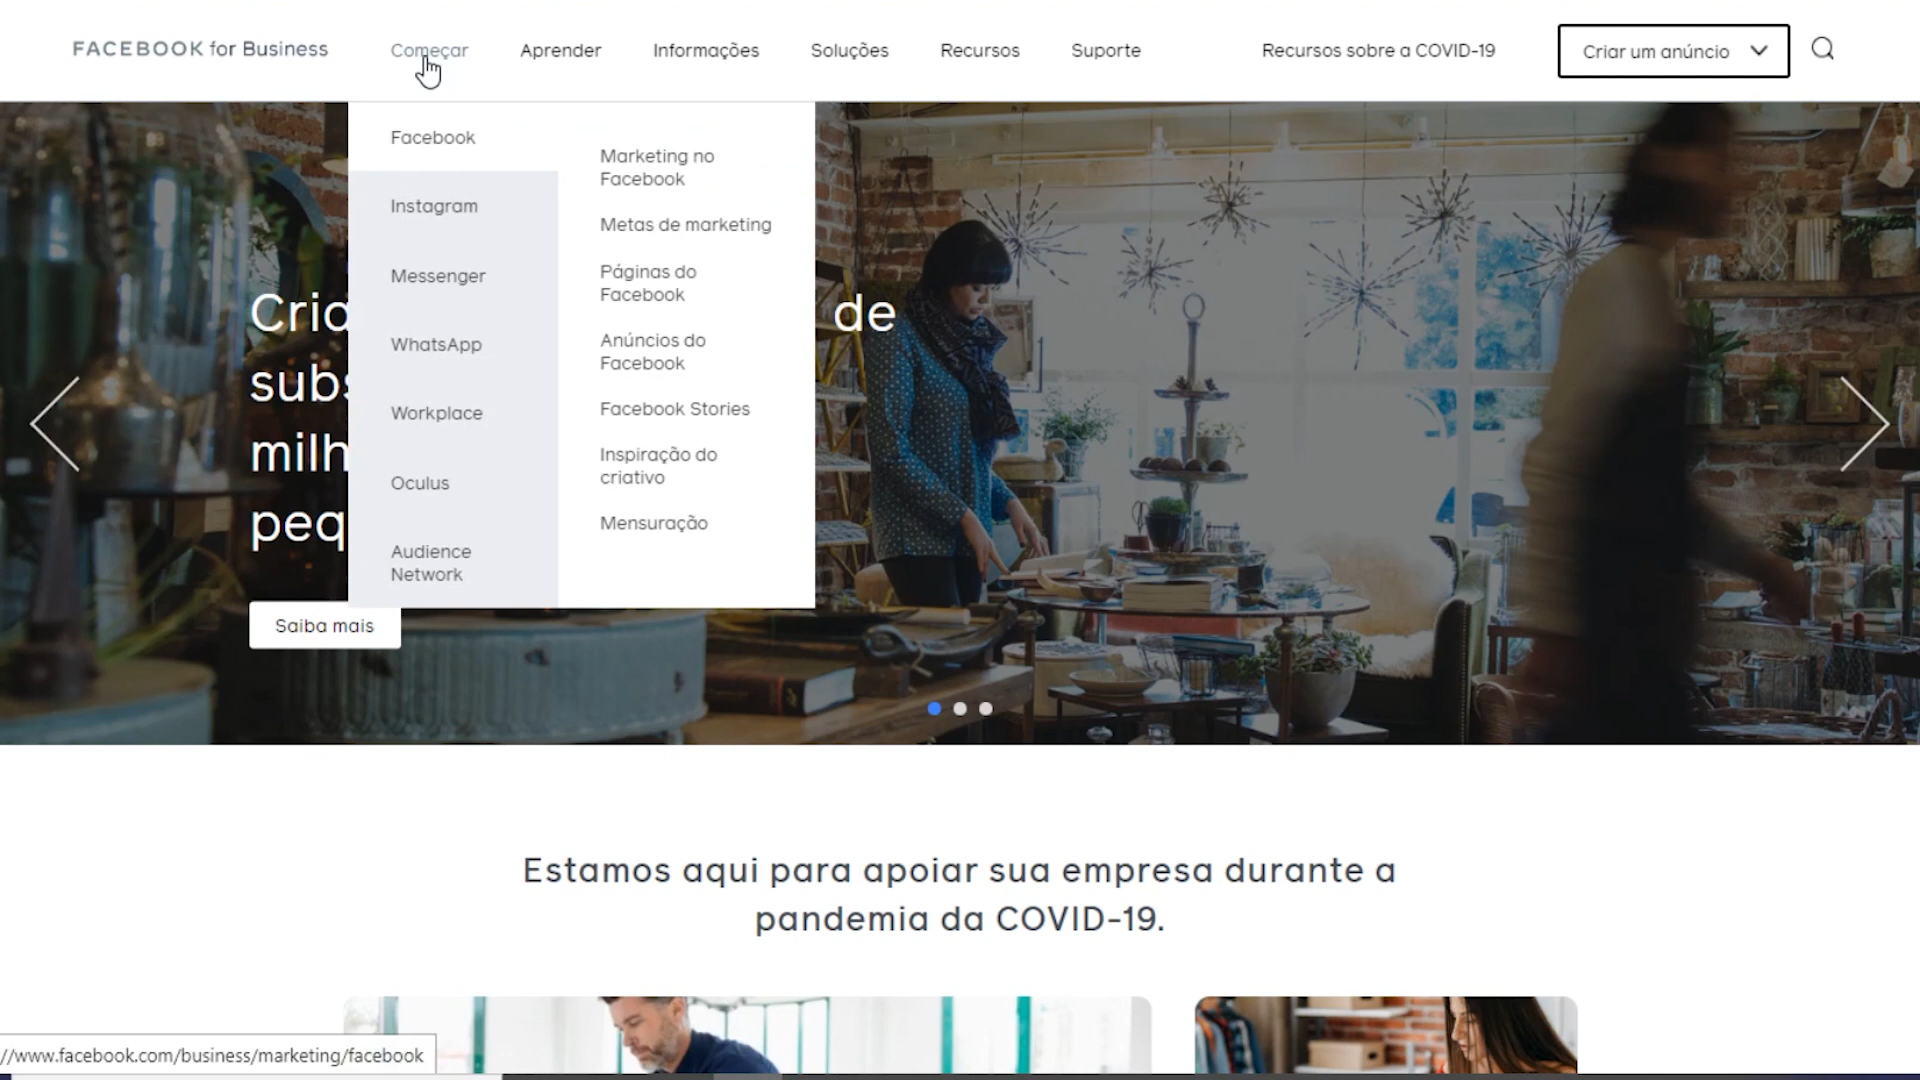 FACEBOOK for Business
Começar
Aprender
Informações
Soluções
Recursos
Suporte
Recursos sobre a COVID-19
Criar um anúncio
Facebook
Instagram
Messenger
WhatsApp
Workplace
Oculus
Audience
Network
Marketing no
Facebook
Metas de marketing
Páginas do
Facebook
Anúncios do
Facebook
Facebook Stories
Inspiração do
criativo
Mensuração
de
Saiba mais
Estamos aqui para apoiar sua empresa durante a
pandemia da COVID-19.
//www.facebook.com/business/marketing/facebook